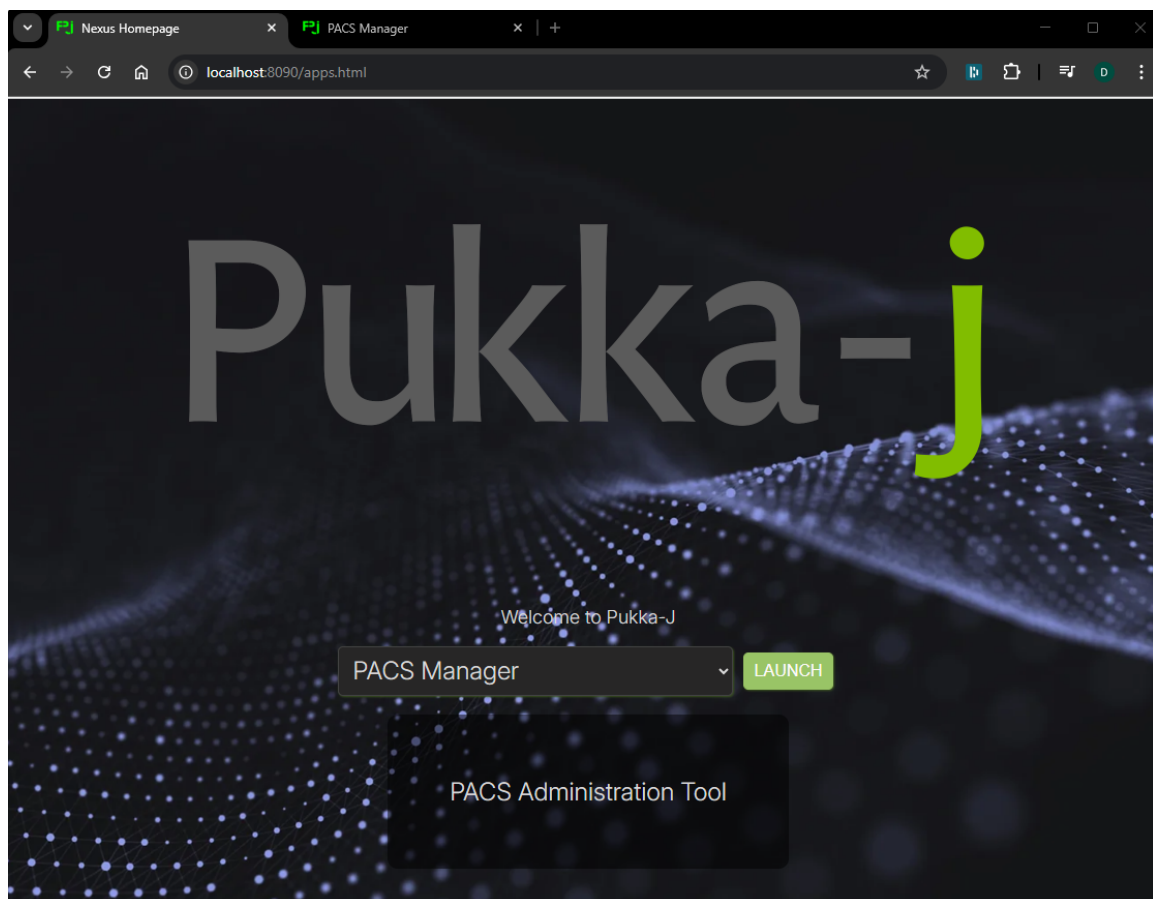 Nexus Homepage
PACS Manager
localhost:8090/apps.html
D
Pukka-j
Welcome to Pukka-J
PACS Manager
LAUNCH
PACS Administration Tool